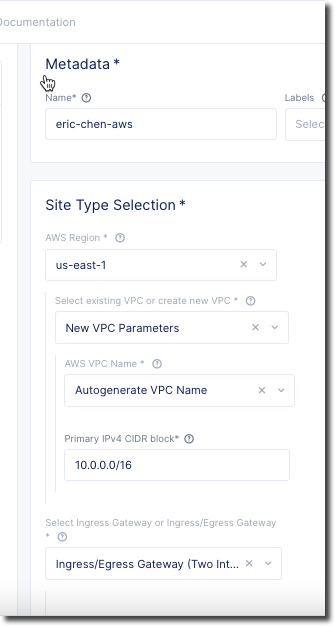 Documentation
Metadata *
Name*
Labels
eric-chen-aws
Selec
Site Type Selection *
AWS Region *
us-east-1
Select existing VPC or create new VPC *
New VPC Parameters
AWS VPC Name *
Autogenerate VPC Name
Primary IPv4 CIDR block*
10.0.0.0/16
Select Ingress Gateway or Ingress/Egress Gateway
*
Ingress/Egress Gateway (Two Int...